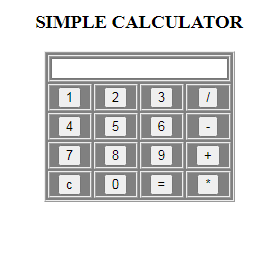 SIMPLE CALCULATOR
1 2 3 /
4 5 6 -
7 8 9 +
c 0 = *